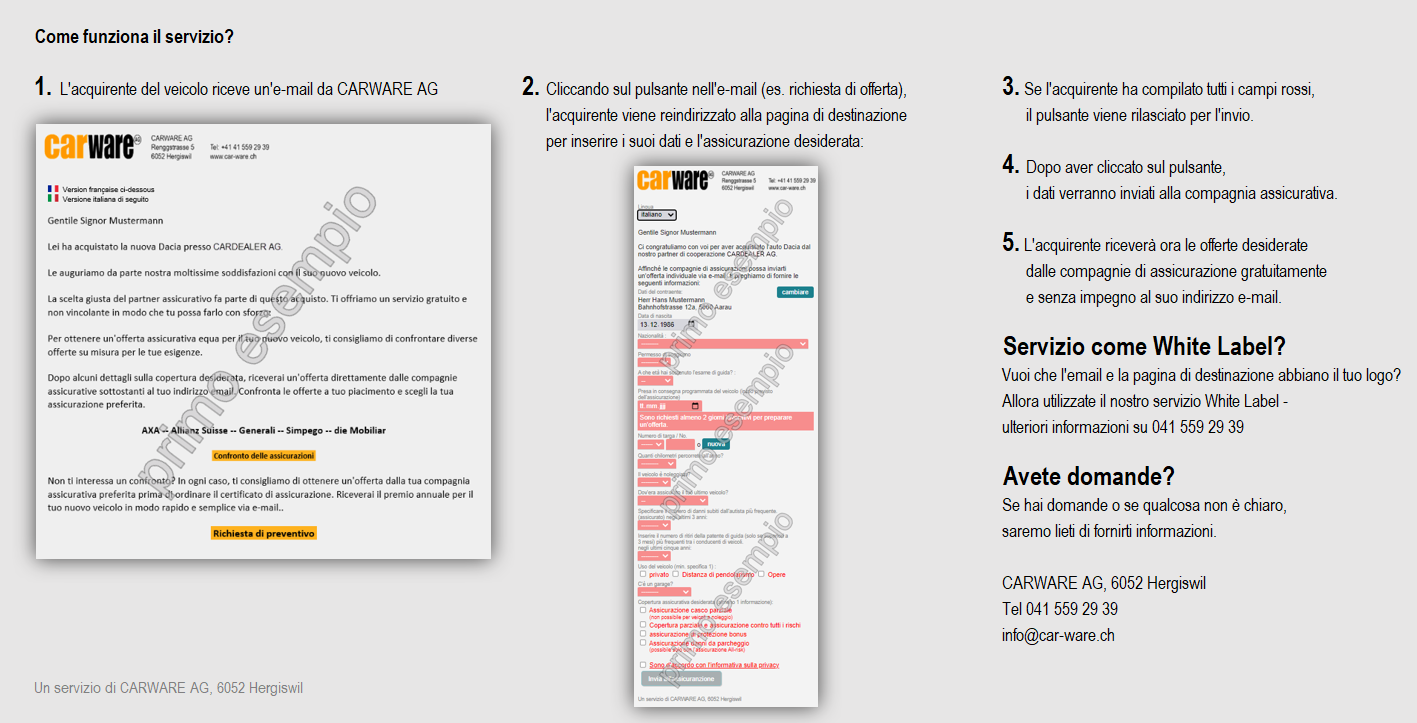 Come funziona il servizio?
1. L'acquirente del veicolo riceve un'e-mail da CARWARE AG
carware®
CARWARE AG
Renggstrasse 5 Tel: +41 41 559 29 39
6052 Hergiswil www.car-ware.ch
Version française ci-dessous
Versione italiana di seguito
Gentile Signor Mustermann
Lei ha acquistato la nuova Dacia presso CARDEALER AG.
Le auguriamo da parte nostra moltissime soddisfazioni con il suo nuovo veicolo.
La scelta giusta del partner assicurativo fa parte di questo acquisto. Ti offriamo un servizio gratuito e
non vincolante in modo che tu possa farlo con sforzo:
Per ottenere un'offerta assicurativa equa per il tuo nuovo veicolo, ti consigliamo di confrontare diverse
offerte su misura per le tue esigenze.
Dopo alcuni dettagli sulla copertura desiderata, riceverai un'offerta direttamente dalle compagnie
assicurative sottostanti al tuo indirizzo email. Confronta le offerte a tuo piacimento e scegli la tua
assicurazione preferita.
AXA -- Allianz Suisse -- Generali -- Simpego -- die Mobiliar
Confronto delle assicurazioni
Non ti interessa un confronto? In ogni caso, ti consigliamo di ottenere un'offerta dalla tua compagnia
assicurativa preferita prima di ordinare il certificato di assicurazione. Riceverai il premio annuale per il
tuo nuovo veicolo in modo rapido e semplice via e-mail..
Richiesta di preventivo
primo esempio
Un servizio di CARWARE AG, 6052 Hergiswil
2. Cliccando sul pulsante nell'e-mail (es. richiesta di offerta),
l'acquirente viene reindirizzato alla pagina di destinazione
per inserire i suoi dati e l'assicurazione desiderata:
carware®
CARWARE AG
Renggstrasse 5 Tel: +41 41 559 29 39
6052 Hergiswil www.car-ware.ch
Lingua
italiano
Gentile Signor Mustermann
Ci congratuliamo con voi per aver acquistato l'auto Dacia dal
nostro partner di cooperazione CARDEALER AG.
Affinché le compagnie di assicurazioni possa inviarti
un'offerta individuale via e-mail, ti preghiamo di fornire le
seguenti informazioni:
Dati del contraente: cambiare
Herr Hans Mustermann
Bahnhofstrasse 12a, 5000 Aarau
Data di nascita
13. 12. 1986
Nazionalità :
Permesso di soggiorno
A che età hai sostenuto l'esame di guida? :
Presa in consegna programmata del veicolo (inizio previsto
dell'assicurazione)
tt. mm. jjjj
Sono richiesti almeno 2 giorni lavorativi per preparare
un'offerta.
Numero di targa / No.
o nuova
Quanti chilometri percorreti all'anno?
Il veicolo è noleggiato?
Dov'era assicurato il tuo ultimo veicolo?
Specificare il numero di danni subiti dall'autista più frequente.
(assicurato) negli ultimi 2 anni:
Inserire il numero di ritiri della patente di guida (solo se superiori a
3 mesi) più frequenti tra i conducenti di veicoli.
negli ultimi cinque anni:
Uso del veicolo (min. specifica 1) :
privato Distanza di pendolarismo Opere
C'è un garage?
Copertura assicurativa desiderata (almeno 1 informazione):
Assicurazione casco parziale
(non possibile per veicoli a noleggio)
Copertura parziale e assicurazione contro tutti i rischi
assicurazione di protezione bonus
Assicurazione danni da parcheggio
(possibile solo con l'assicurazione All-risk)
Sono d'accordo con l'informativa sulla privacy
Invia all'assicuranzione
Un servizio di CARWARE AG, 6052 Hergiswil
primo esempio
primo esempio
primo esempio
3. Se l'acquirente ha compilato tutti i campi rossi,
il pulsante viene rilasciato per l'invio.
4. Dopo aver cliccato sul pulsante,
i dati verranno inviati alla compagnia assicurativa.
5. L'acquirente riceverà ora le offerte desiderate
dalle compagnie di assicurazione gratuitamente
e senza impegno al suo indirizzo e-mail.
Servizio come White Label?
Vuoi che l'email e la pagina di destinazione abbiano il tuo logo?
Allora utilizzate il nostro servizio White Label -
ulteriori informazioni su 041 559 29 39
Avete domande?
Se hai domande o se qualcosa non è chiaro,
saremo lieti di fornirti informazioni.
CARWARE AG, 6052 Hergiswil
Tel 041 559 29 39
info@car-ware.ch